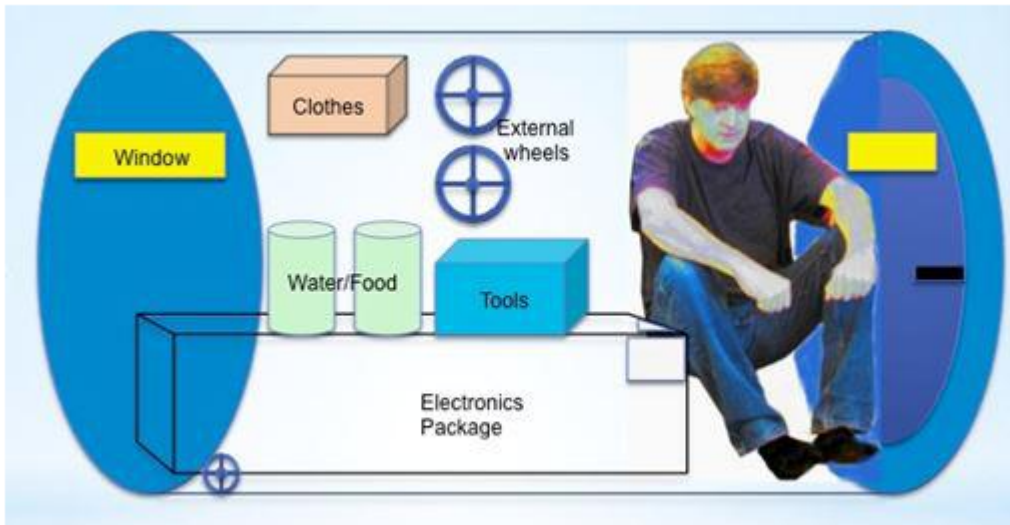 Clothes
External
wheels
Window
Water/Food
Tools
Electronics
Package